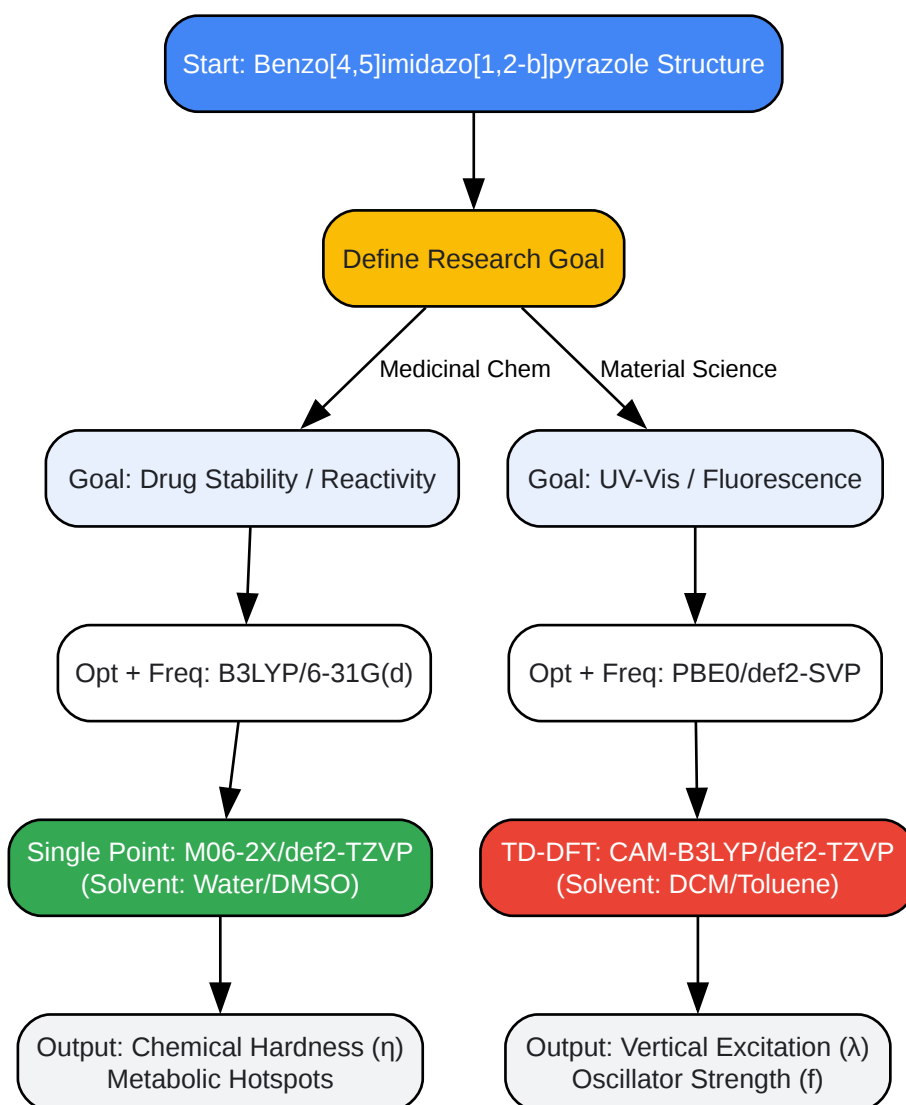 Start: Benzo[4,5]imidazo[1,2-b]pyrazole Structure
Define Research Goal
Medicinal Chem
Material Science
Goal: Drug Stability / Reactivity
Goal: UV-Vis / Fluorescence
Opt + Freq: B3LYP/6-31G(d)
Opt + Freq: PBE0/def2-SVP
Single Point: M06-2X/def2-TZVP
(Solvent: Water/DMSO)
TD-DFT: CAM-B3LYP/def2-TZVP
(Solvent: DCM/Toluene)
Output: Chemical Hardness (η)
Metabolic Hotspots
Output: Vertical Excitation (λ)
Oscillator Strength (f)